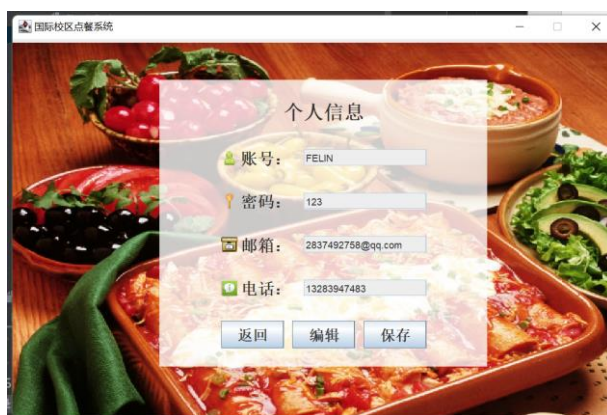 国际校区点餐系统
个人信息
账号： FELIN
密码： 123
邮箱： 2837492758@qq.com
电话： 13283947483
返回 编辑 保存